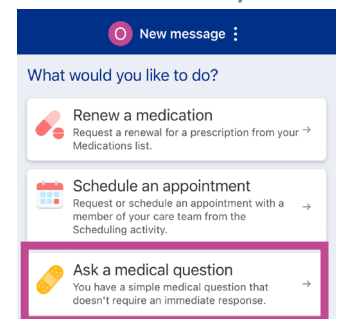 O New message
What would you like to do?
Renew a medication
Request a renewal for a prescription from your
Medications list.
Schedule an appointment
Request or schedule an appointment with a
member of your care team from the
Scheduling activity.
Ask a medical question
You have a simple medical question that
doesn't require an immediate response.